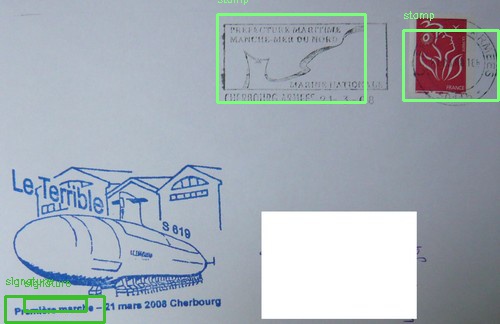 PREFECTURE MARITIME
MANCHE-MER DU NORD
MARINE NATIONALE
CHERBOURG ARMEES
FRANCE
Le Terrible
S 619
LE TERRIBLE
Première marche – 21 mars 2008 Cherbourg
stamp
stamp
signature